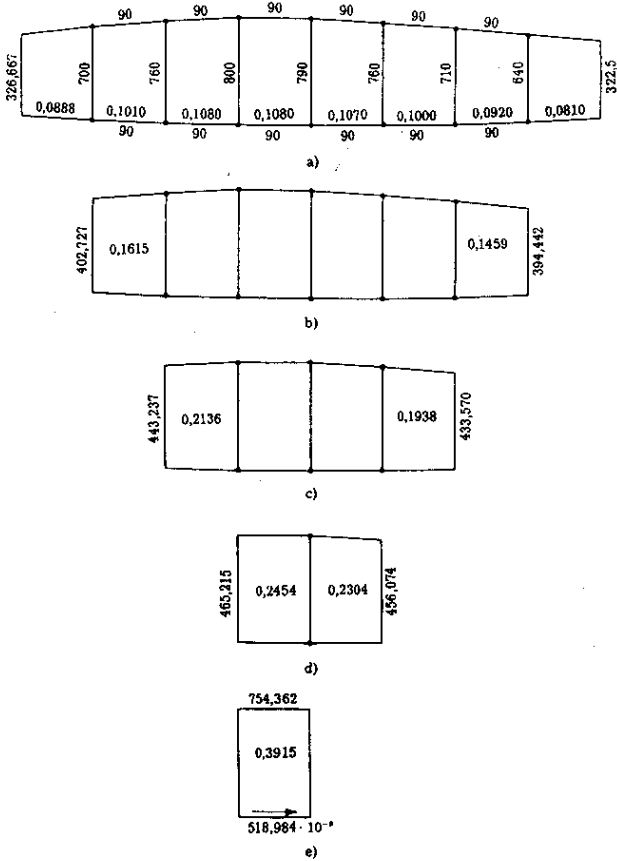 90 90 90 90 90 90
326,667 700 760 800 790 760 710 640 322,5
0,0888 0,1010 0,1080 0,1080 0,1070 0,1000 0,0920 0,0810
90 90 90 90 90 90
a)
402,727 0,1615 0,1459 394,442
b)
443,237 0,2136 0,1938 433,570
c)
465,215 0,2454 0,2304 456,074
d)
754,362
0,3915
518,984 · 10
e)